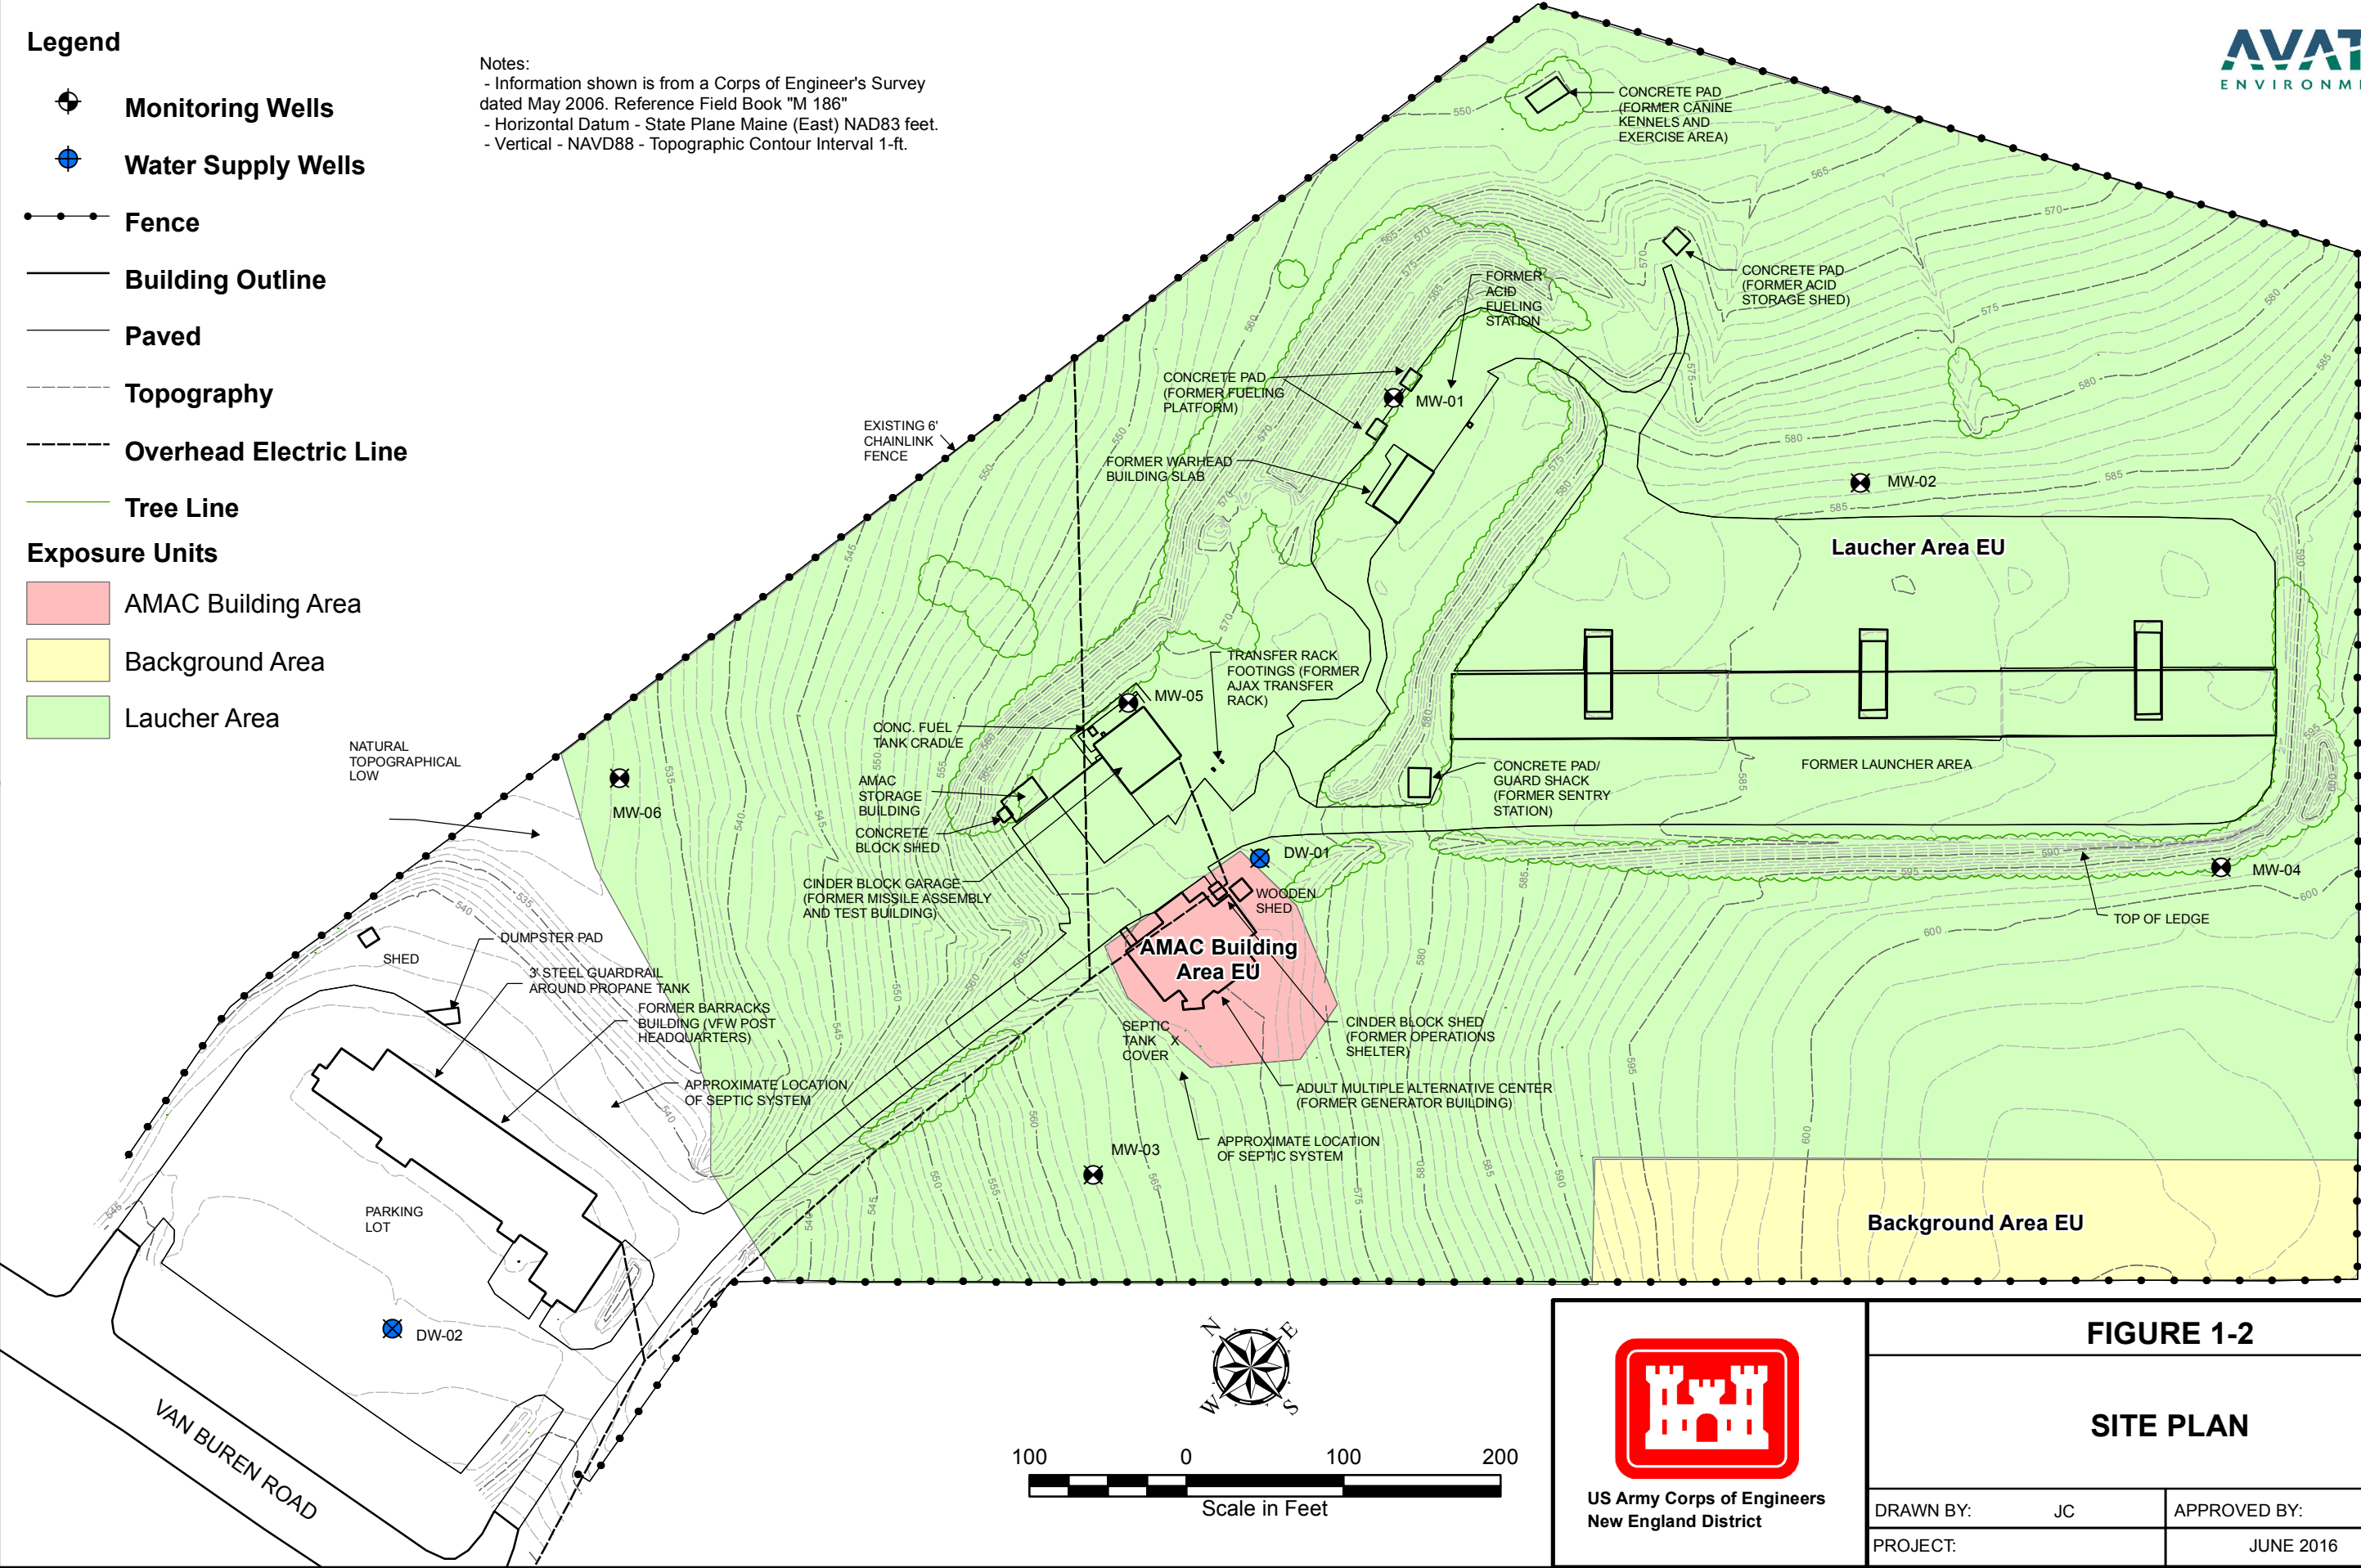 Legend
Monitoring Wells
Water Supply Wells
Fence
Building Outline
Paved
Topography
Overhead Electric Line
Tree Line
Exposure Units
AMAC Building Area
Background Area
Laucher Area
Notes:
- Information shown is from a Corps of Engineer's Survey
dated May 2006. Reference Field Book "M 186"
- Horizontal Datum - State Plane Maine (East) NAD83 feet.
- Vertical - NAVD88 - Topographic Contour Interval 1-ft.
CONCRETE PAD
(FORMER CANINE
KENNELS AND
EXERCISE AREA)
CONCRETE PAD
(FORMER ACID
STORAGE SHED)
FORMER
ACID
FUELING
STATION
CONCRETE PAD
(FORMER FUELING
PLATFORM)
MW-01
EXISTING 6'
CHAINLINK
FENCE
FORMER WARHEAD
BUILDING SLAB
MW-02
Laucher Area EU
TRANSFER RACK
FOOTINGS (FORMER
AJAX TRANSFER
RACK)
MW-05
CONC. FUEL
TANK CRADLE
NATURAL
TOPOGRAPHICAL
LOW
AMAC
STORAGE
BUILDING
CONCRETE
BLOCK SHED
MW-06
CONCRETE PAD/
GUARD SHACK
(FORMER SENTRY
STATION)
FORMER LAUNCHER AREA
DW-01
CINDER BLOCK GARAGE
(FORMER MISSILE ASSEMBLY
AND TEST BUILDING)
WOODEN
SHED
MW-04
TOP OF LEDGE
AMAC Building
Area EU
DUMPSTER PAD
SHED
3' STEEL GUARDRAIL
AROUND PROPANE TANK
FORMER BARRACKS
BUILDING (VFW POST
HEADQUARTERS)
SEPTIC
TANK X
COVER
CINDER BLOCK SHED
(FORMER OPERATIONS
SHELTER)
APPROXIMATE LOCATION
OF SEPTIC SYSTEM
ADULT MULTIPLE ALTERNATIVE CENTER
(FORMER GENERATOR BUILDING)
MW-03
APPROXIMATE LOCATION
OF SEPTIC SYSTEM
PARKING
LOT
Background Area EU
DW-02
VAN BUREN ROAD
N E
W S
100 0 100 200
Scale in Feet
US Army Corps of Engineers
New England District
FIGURE 1-2
SITE PLAN
DRAWN BY: JC
APPROVED BY:
PROJECT:
JUNE 2016